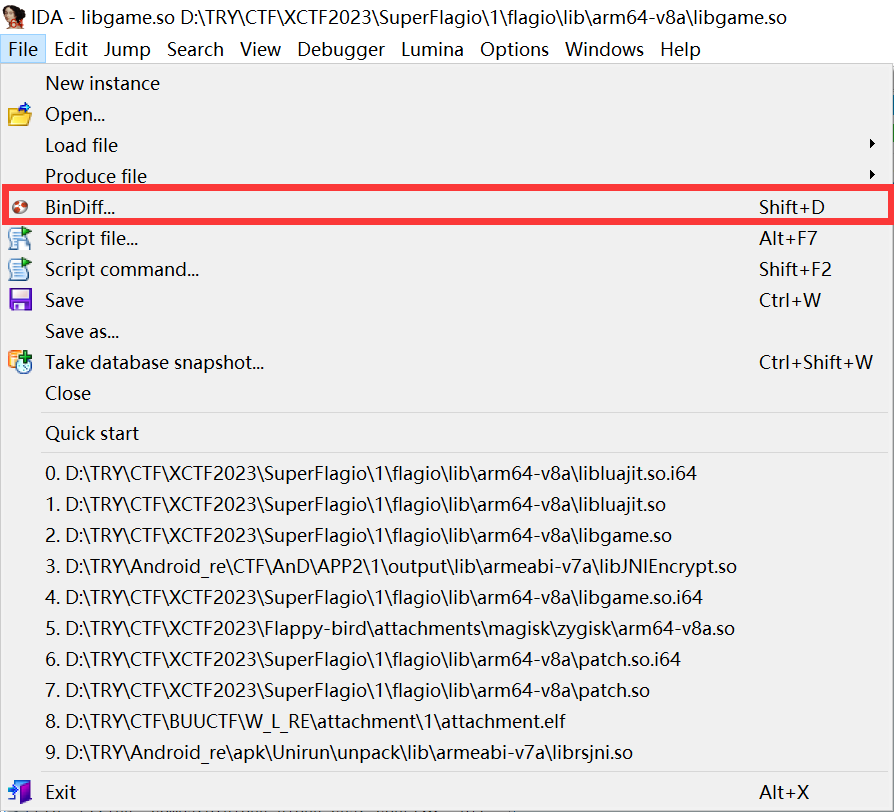 IDA - libgame.so D:\TRY\CTF\XCTF2023\SuperFlagio\1\flagio\lib\arm64-v8a\libgame.so
File Edit Jump Search View Debugger Lumina Options Windows Help
New instance
Open...
Load file
Produce file
BinDiff... Shift+D
Script file... Alt+F7
Script command... Shift+F2
Save Ctrl+W
Save as...
Take database snapshot... Ctrl+Shift+W
Close
Quick start
0. D:\TRY\CTF\XCTF2023\SuperFlagio\1\flagio\lib\arm64-v8a\libluajit.so.i64
1. D:\TRY\CTF\XCTF2023\SuperFlagio\1\flagio\lib\arm64-v8a\libluajit.so
2. D:\TRY\CTF\XCTF2023\SuperFlagio\1\flagio\lib\arm64-v8a\libgame.so
3. D:\TRY\Android_re\CTF\AnD\APP2\1\output\lib\armeabi-v7a\libJNIEncrypt.so
4. D:\TRY\CTF\XCTF2023\SuperFlagio\1\flagio\lib\arm64-v8a\libgame.so.i64
5. D:\TRY\CTF\XCTF2023\Flappy-bird\attachments\magisk\zygisk\arm64-v8a.so
6. D:\TRY\CTF\XCTF2023\SuperFlagio\1\flagio\lib\arm64-v8a\patch.so.i64
7. D:\TRY\CTF\XCTF2023\SuperFlagio\1\flagio\lib\arm64-v8a\patch.so
8. D:\TRY\CTF\BUUCTF\W_L_RE\attachment\1\attachment.elf
9. D:\TRY\Android_re\apk\Unirun\unpack\lib\armeabi-v7a\librsjni.so
Exit Alt+X